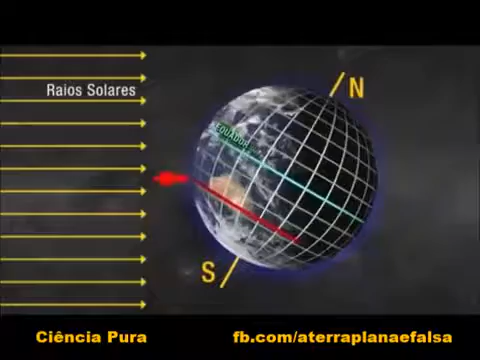 Raios Solares
N
EQUADOR
S
Ciência Pura
fb.com/aterraplanaefalsa